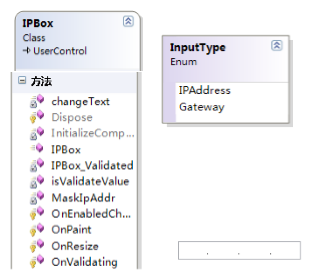 IPBox
Class
UserControl
方法
changeText
Dispose
InitializeComp...
IPBox
IPBox_Validated
isValidateValue
MaskIpAddr
OnEnabledCh...
OnPaint
OnResize
OnValidating
InputType
Enum
IPAddress
Gateway
. . .